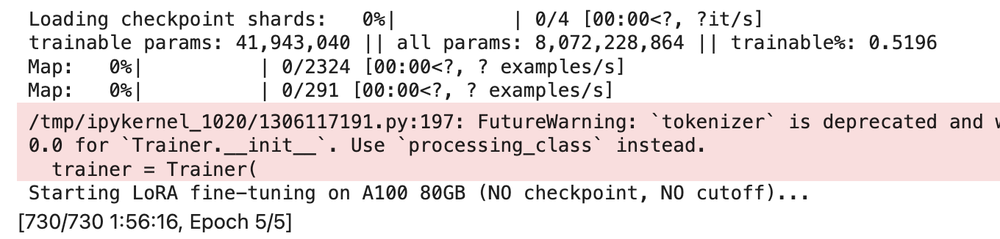 Loading checkpoint shards:   0%|          | 0/4 [00:00<?, ?it/s]
trainable params: 41,943,040 || all params: 8,072,228,864 || trainable%: 0.5196
Map:   0%|          | 0/2324 [00:00<?, ? examples/s]
Map:   0%|          | 0/291 [00:00<?, ? examples/s]
/tmp/ipykernel_1020/1306117191.py:197: FutureWarning: `tokenizer` is deprecated and
0.0 for `Trainer.__init__`. Use `processing_class` instead.
  trainer = Trainer(
Starting LoRA fine-tuning on A100 80GB (NO checkpoint, NO cutoff)...
[730/730 1:56:16, Epoch 5/5]